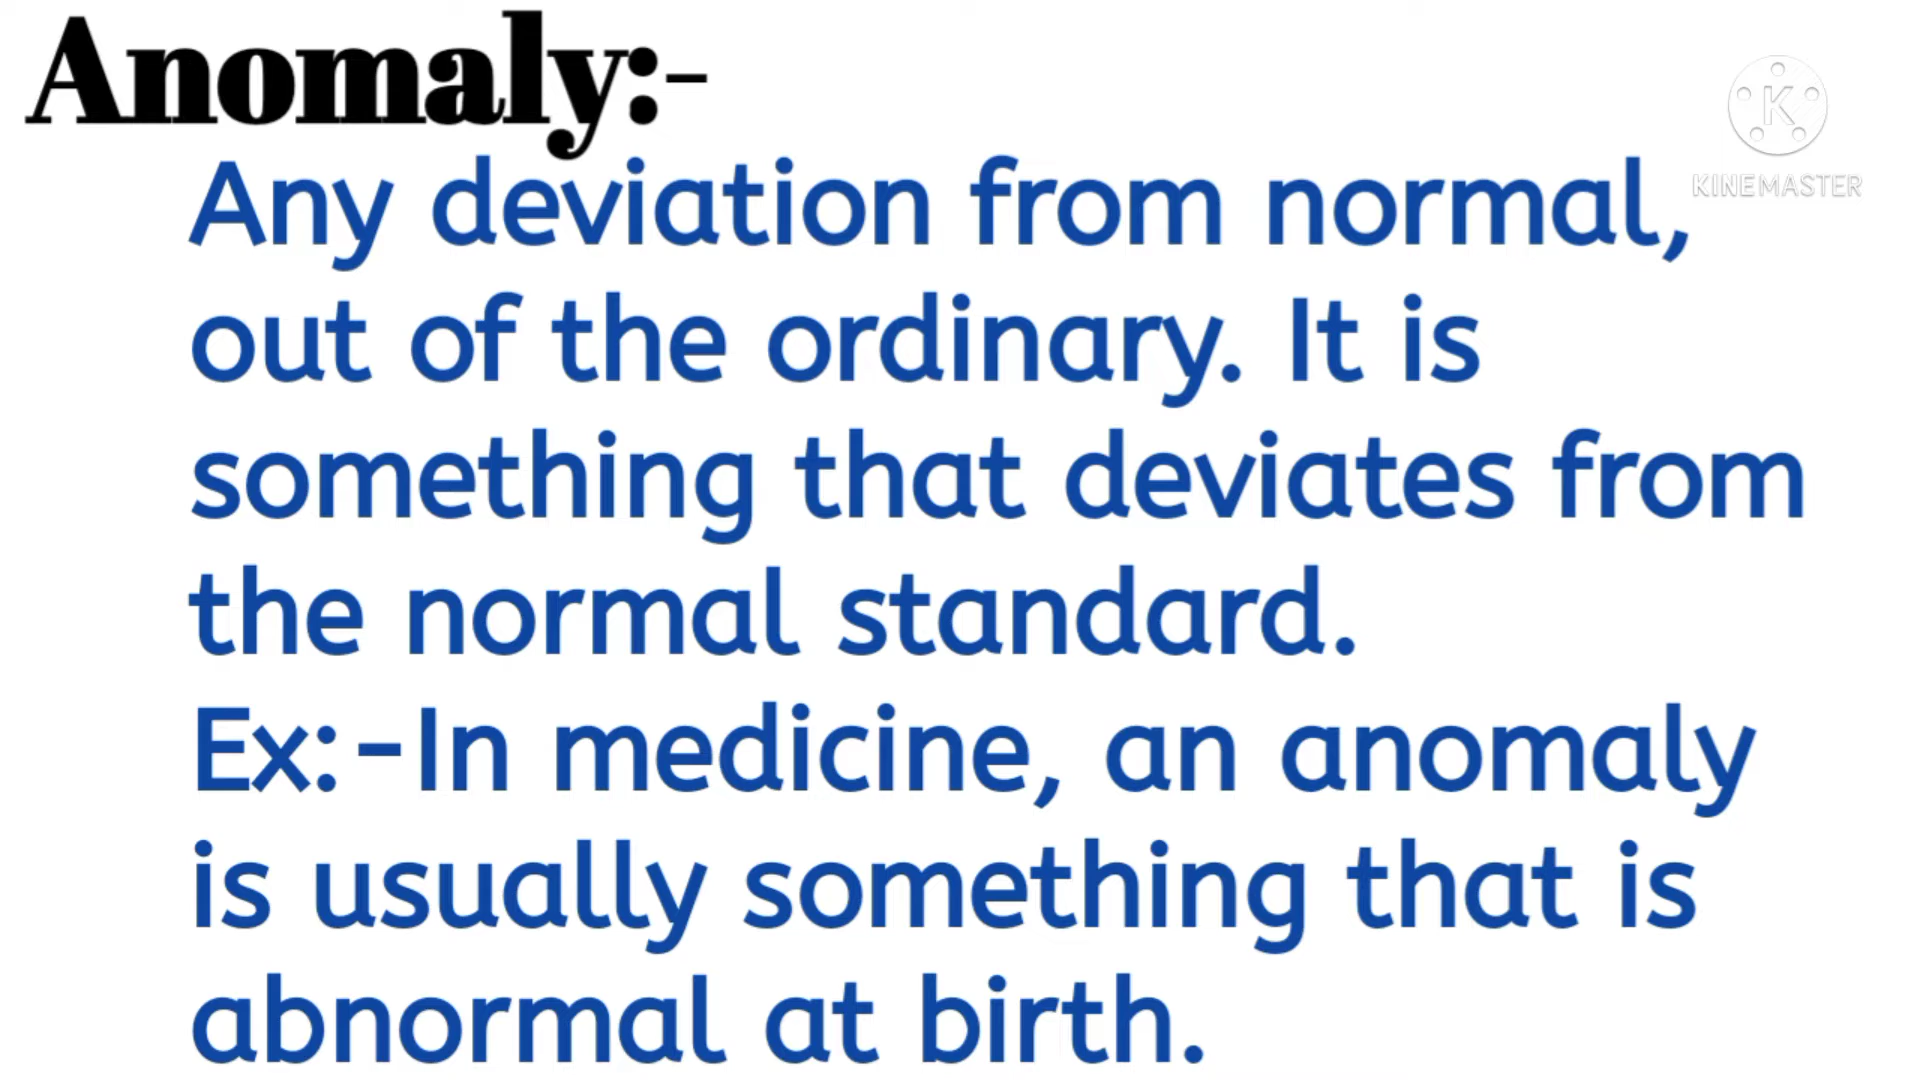 Anomaly:-
K
KINEMASTER
Any deviation from normal,
out of the ordinary. It is
something that deviates from
the normal standard.
Ex:-In medicine, an anomaly
is usually something that is
abnormal at birth.